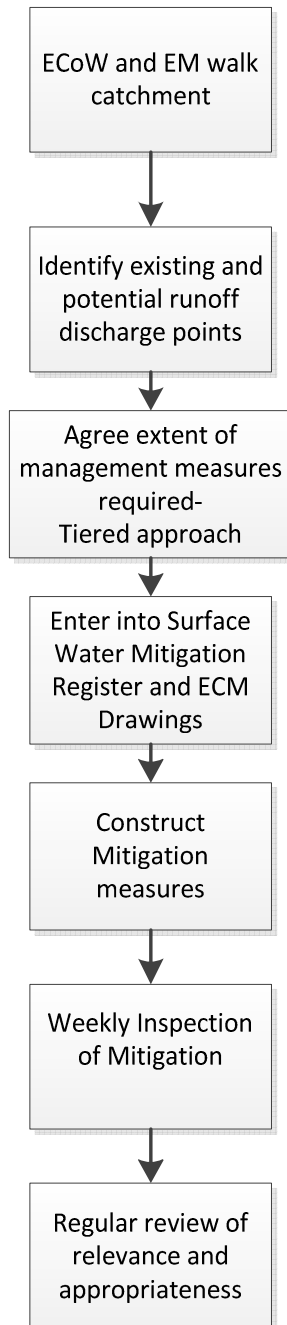 ECoW and EM walk
catchment
Identify existing and
potential runoff
discharge points
Agree extent of
management measures
required-
Tiered approach
Enter into Surface
Water Mitigation
Register and ECM
Drawings
Construct
Mitigation
measures
Weekly Inspection
of Mitigation
Regular review of
relevance and
appropriateness